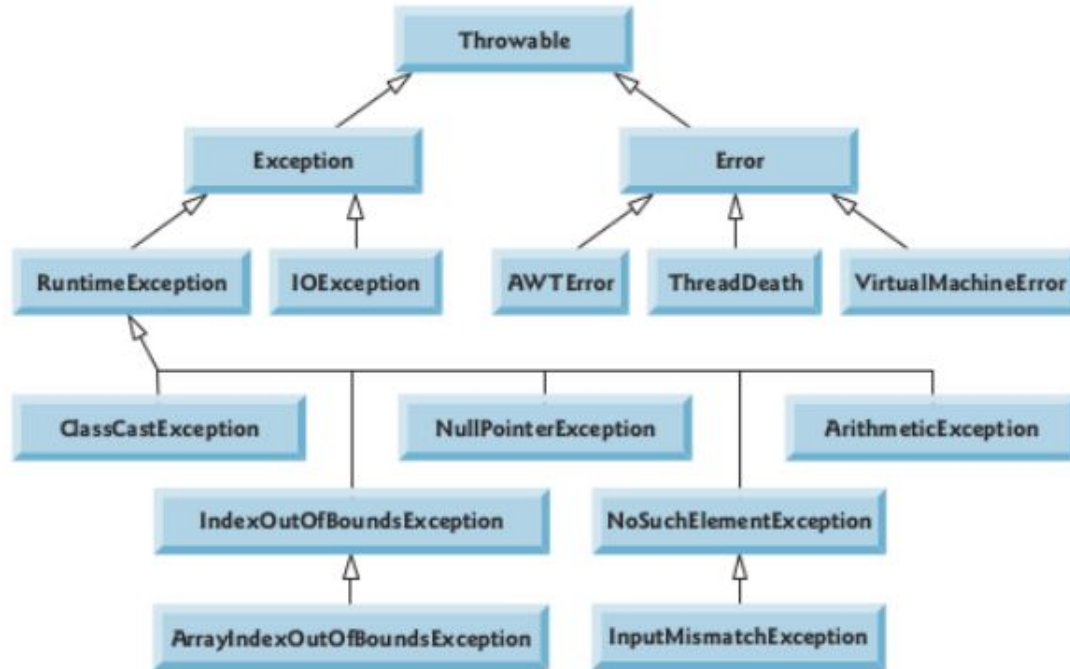 Throwable
Exception
Error
RuntimeException
IOException
AWTError
ThreadDeath
VirtualMachineError
ClassCastException
NullPointerException
ArithmeticException
IndexOutOfBoundsException
NoSuchElementException
ArrayIndexOutOfBoundsException
InputMismatchException